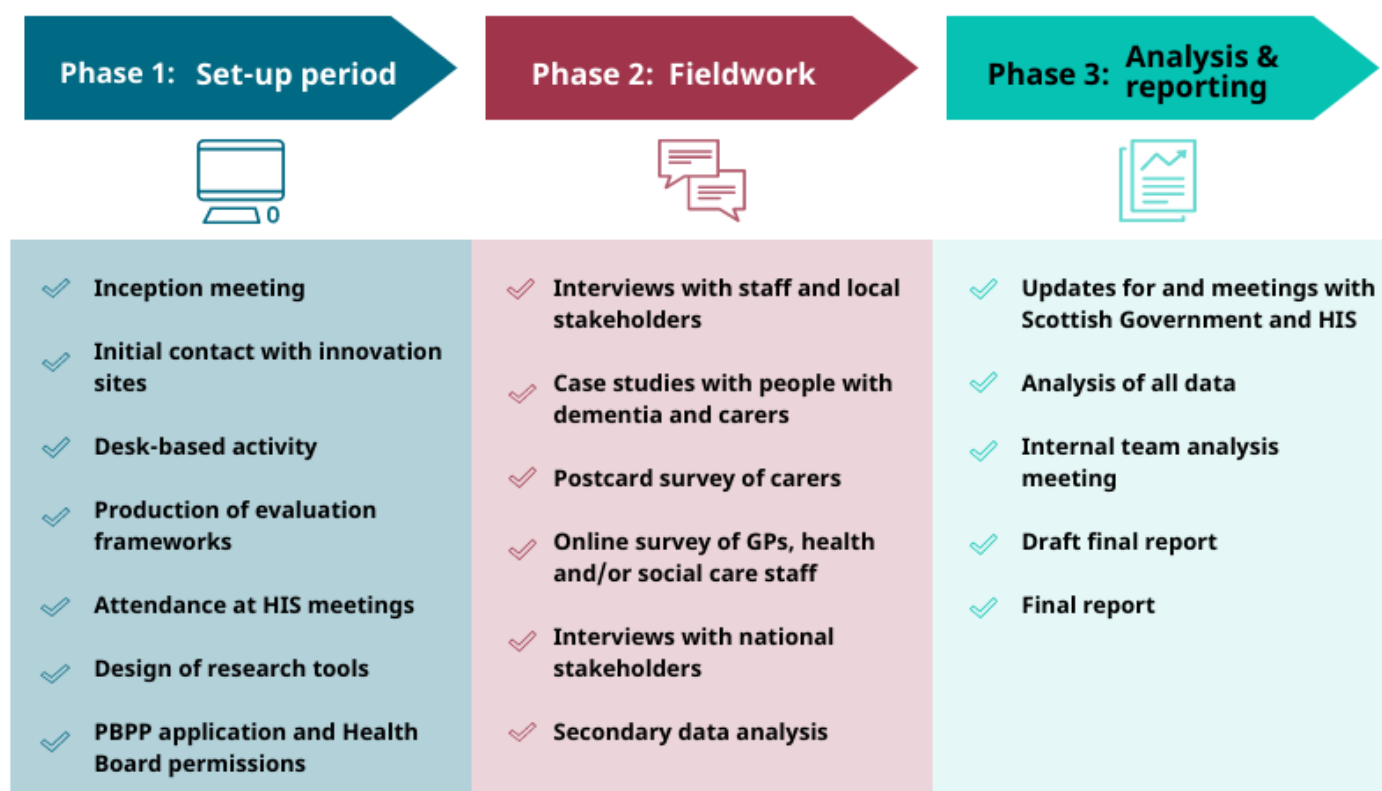 Phase 1: Set-up period
Phase 2: Fieldwork
Phase 3: Analysis &
reporting
Inception meeting
Initial contact with innovation
sites
Desk-based activity
Production of evaluation
frameworks
Attendance at HIS meetings
Design of research tools
PBPP application and Health
Board permissions
Interviews with staff and local
stakeholders
Case studies with people with
dementia and carers
Postcard survey of carers
Online survey of GPs, health
and/or social care staff
Interviews with national
stakeholders
Secondary data analysis
Updates for and meetings with
Scottish Government and HIS
Analysis of all data
Internal team analysis
meeting
Draft final report
Final report